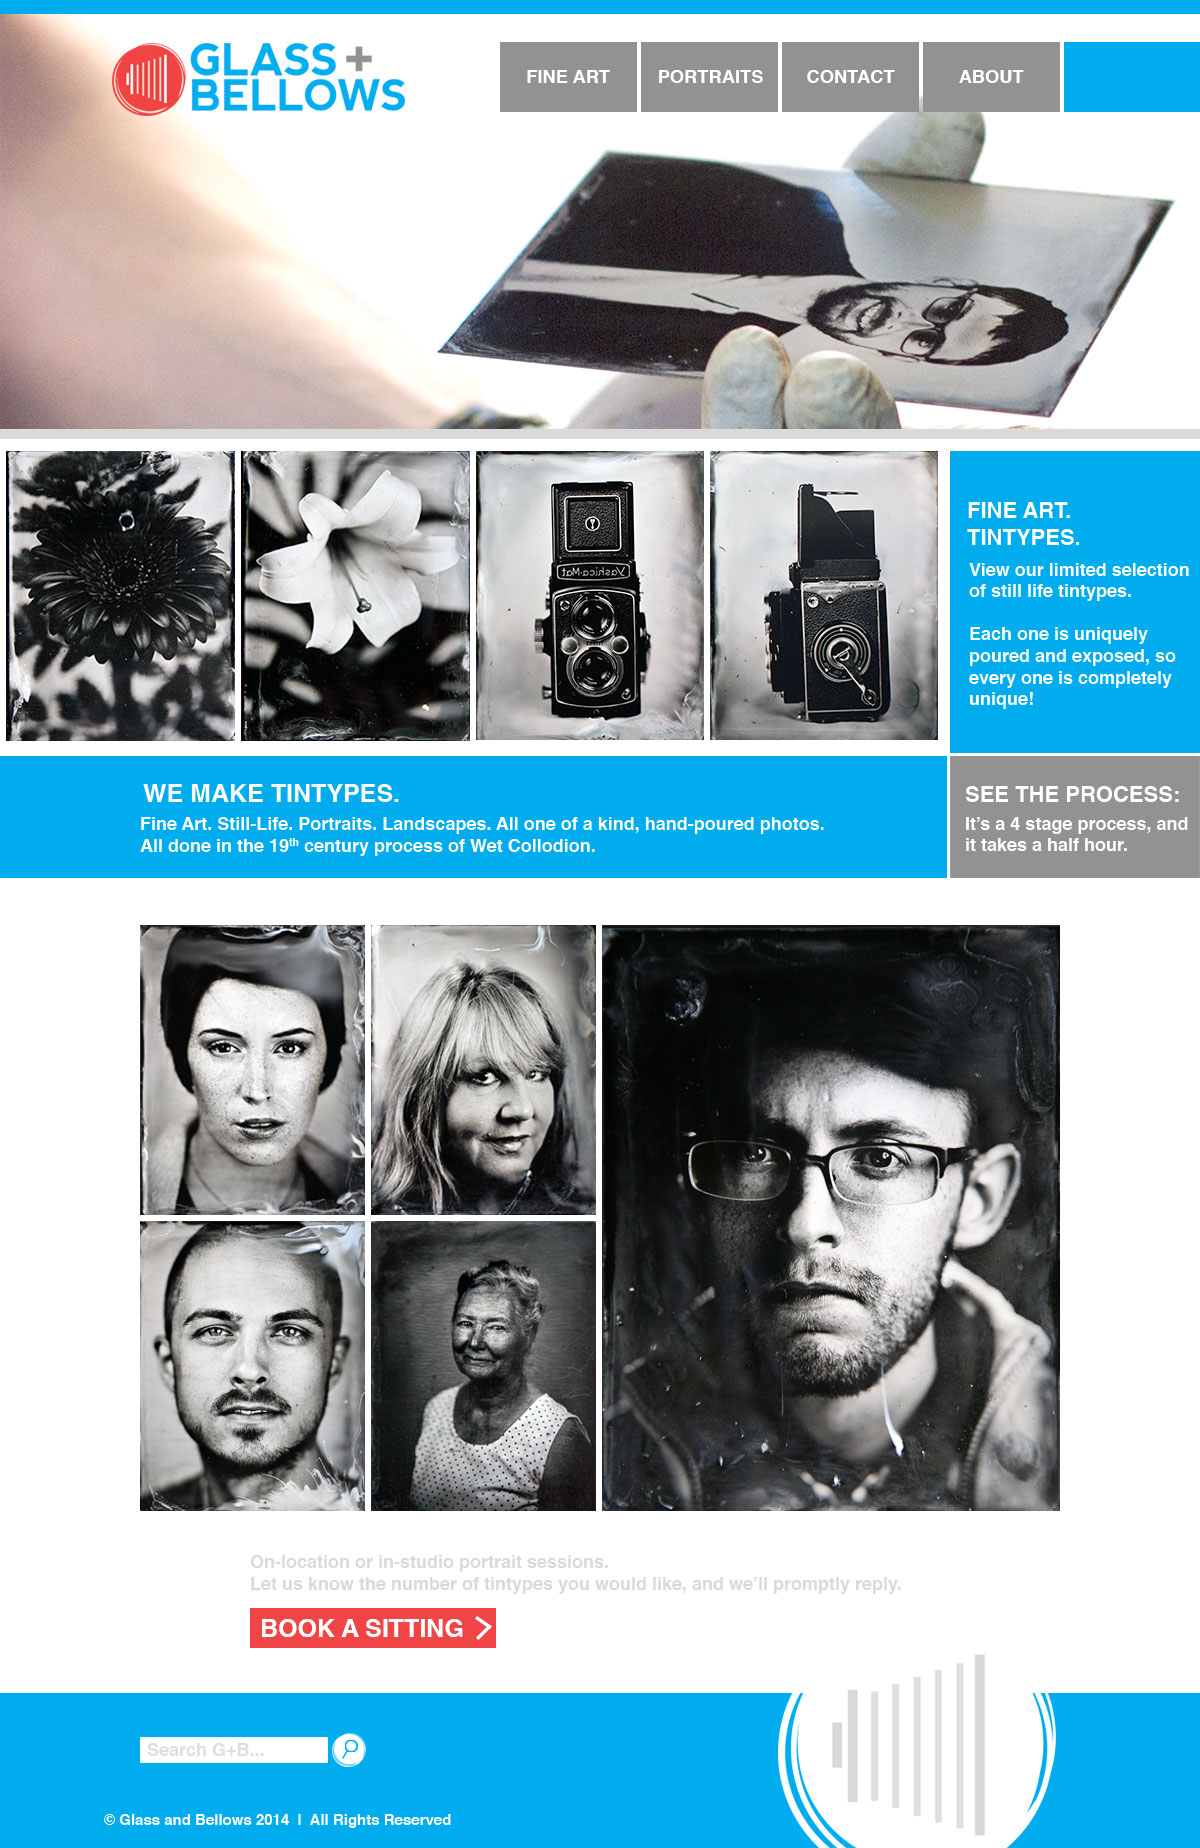 GLASS +
BELLOWS
FINE ART
PORTRAITS
CONTACT
ABOUT
Yashica-Mat
FINE ART.
TINTYPES.
View our limited selection
of still life tintypes.
Each one is uniquely
poured and exposed, so
every one is completely
unique!
WE MAKE TINTYPES.
Fine Art. Still-Life. Portraits. Landscapes. All one of a kind, hand-poured photos.
All done in the 19th century process of Wet Collodion.
SEE THE PROCESS:
It’s a 4 stage process, and
it takes a half hour.
On-location or in-studio portrait sessions.
Let us know the number of tintypes you would like, and we’ll promptly reply.
BOOK A SITTING
Search G+B...
© Glass and Bellows 2014 | All Rights Reserved